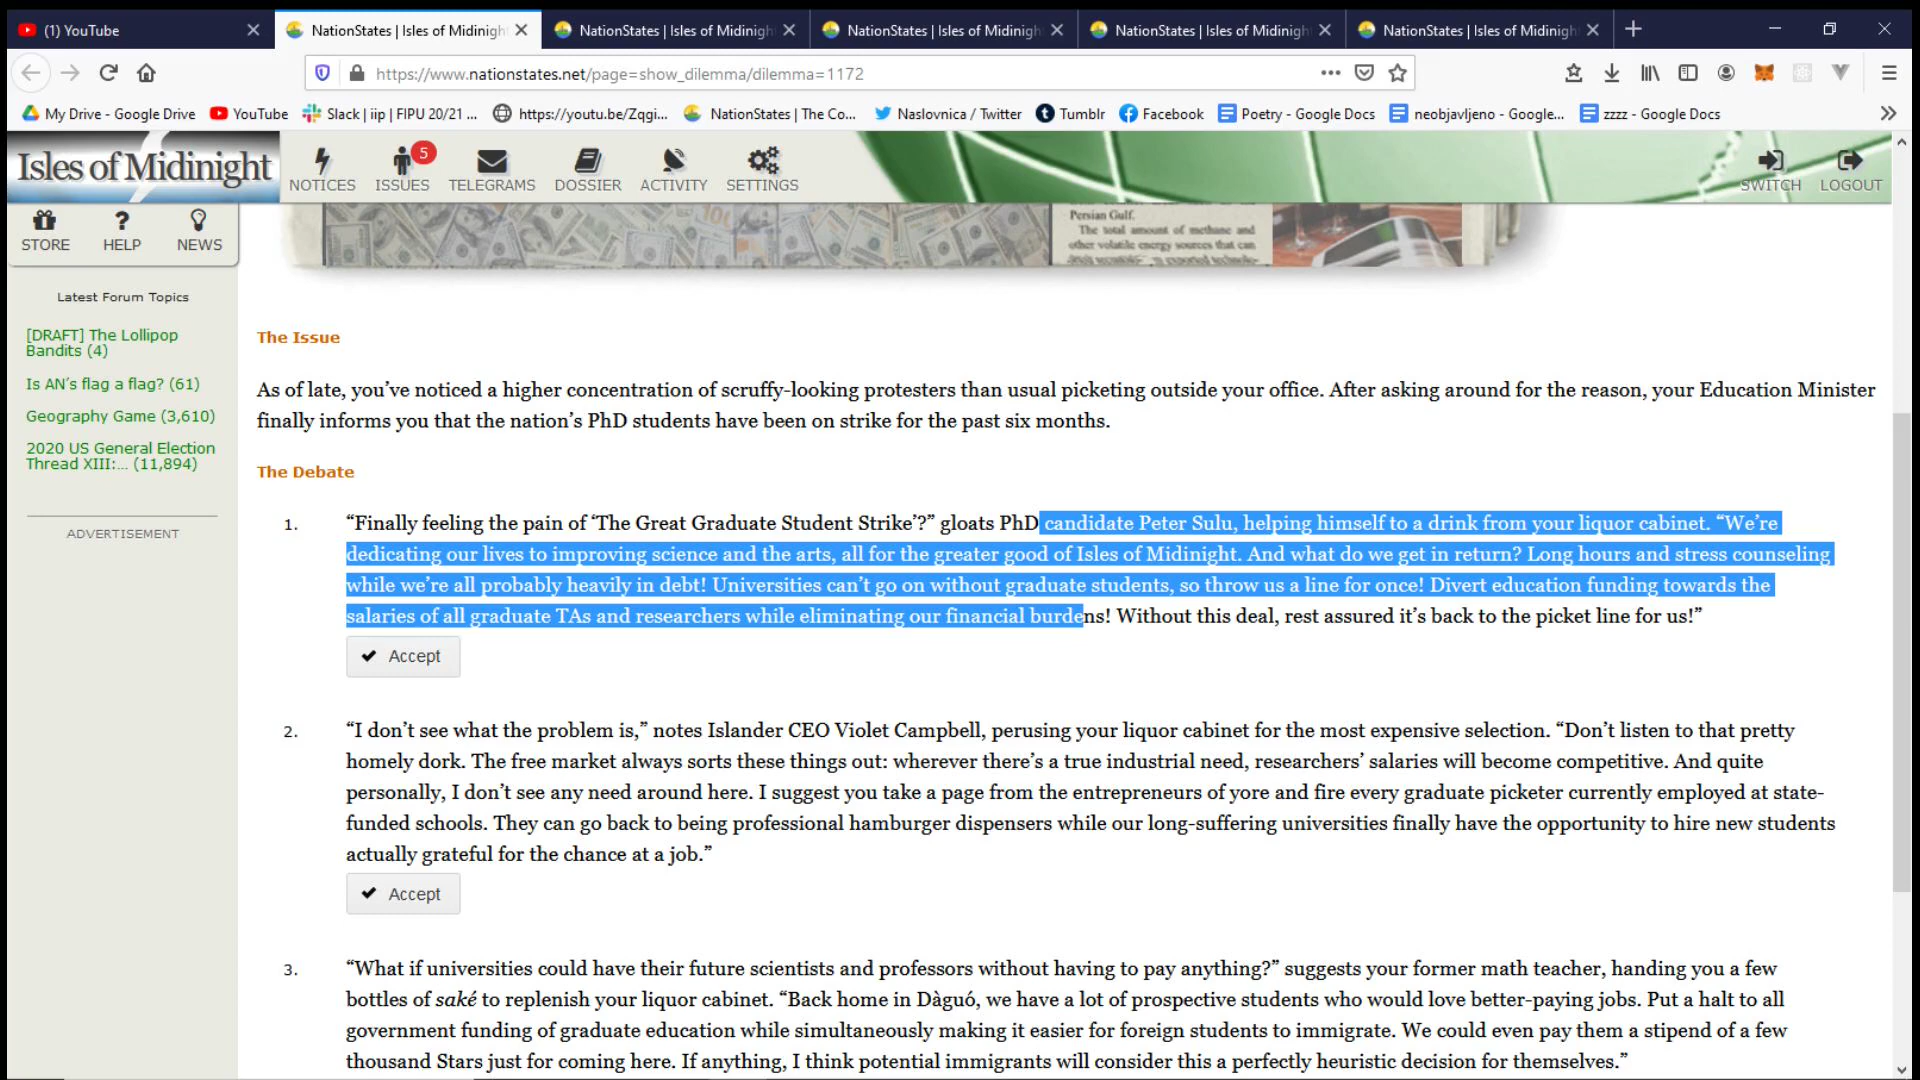 (1) YouTube
NationStates | Isles of Midinigh
NationStates | Isles of Midinigh
NationStates | Isles of Midinigh
NationStates | Isles of Midinigh
NationStates | Isles of Midinigh
https://www.nationstates.net/page=show_dilemma/dilemma=1172
My Drive - Google Drive
YouTube
Slack | iip | FIPU 20/21 ...
https://youtu.be/Zqgi...
NationStates | The Co...
Naslovnica / Twitter
Tumblr
Facebook
Poetry - Google Docs
neobjavljeno - Google...
zzzz - Google Docs
Isles of Midinight
NOTICES
ISSUES
5
TELEGRAMS
DOSSIER
ACTIVITY
SETTINGS
SWITCH
LOGOUT
STORE
HELP
NEWS
Persian Gulf.
The total amount of methane and
other volatile energy sources that can
Latest Forum Topics
[DRAFT] The Lollipop
Bandits (4)
Is AN's flag a flag? (61)
Geography Game (3,610)
2020 US General Election
Thread XIII:... (11,894)
ADVERTISEMENT
The Issue
As of late, you've noticed a higher concentration of scruffy-looking protesters than usual picketing outside your office. After asking around for the reason, your Education Minister
finally informs you that the nation's PhD students have been on strike for the past six months.
The Debate
1. “Finally feeling the pain of ‘The Great Graduate Student Strike’?” gloats PhD candidate Peter Sulu, helping himself to a drink from your liquor cabinet. “We’re
dedicating our lives to improving science and the arts, all for the greater good of Isles of Midinight. And what do we get in return? Long hours and stress counseling
while we’re all probably heavily in debt! Universities can’t go on without graduate students, so throw us a line for once! Divert education funding towards the
salaries of all graduate TAs and researchers while eliminating our financial burdens! Without this deal, rest assured it’s back to the picket line for us!”
Accept
2. “I don’t see what the problem is,” notes Islander CEO Violet Campbell, perusing your liquor cabinet for the most expensive selection. “Don’t listen to that pretty
homely dork. The free market always sorts these things out: wherever there’s a true industrial need, researchers’ salaries will become competitive. And quite
personally, I don’t see any need around here. I suggest you take a page from the entrepreneurs of yore and fire every graduate picketer currently employed at state-
funded schools. They can go back to being professional hamburger dispensers while our long-suffering universities finally have the opportunity to hire new students
actually grateful for the chance at a job.”
Accept
3. “What if universities could have their future scientists and professors without having to pay anything?” suggests your former math teacher, handing you a few
bottles of saké to replenish your liquor cabinet. “Back home in Dàguó, we have a lot of prospective students who would love better-paying jobs. Put a halt to all
government funding of graduate education while simultaneously making it easier for foreign students to immigrate. We could even pay them a stipend of a few
thousand Stars just for coming here. If anything, I think potential immigrants will consider this a perfectly heuristic decision for themselves.”